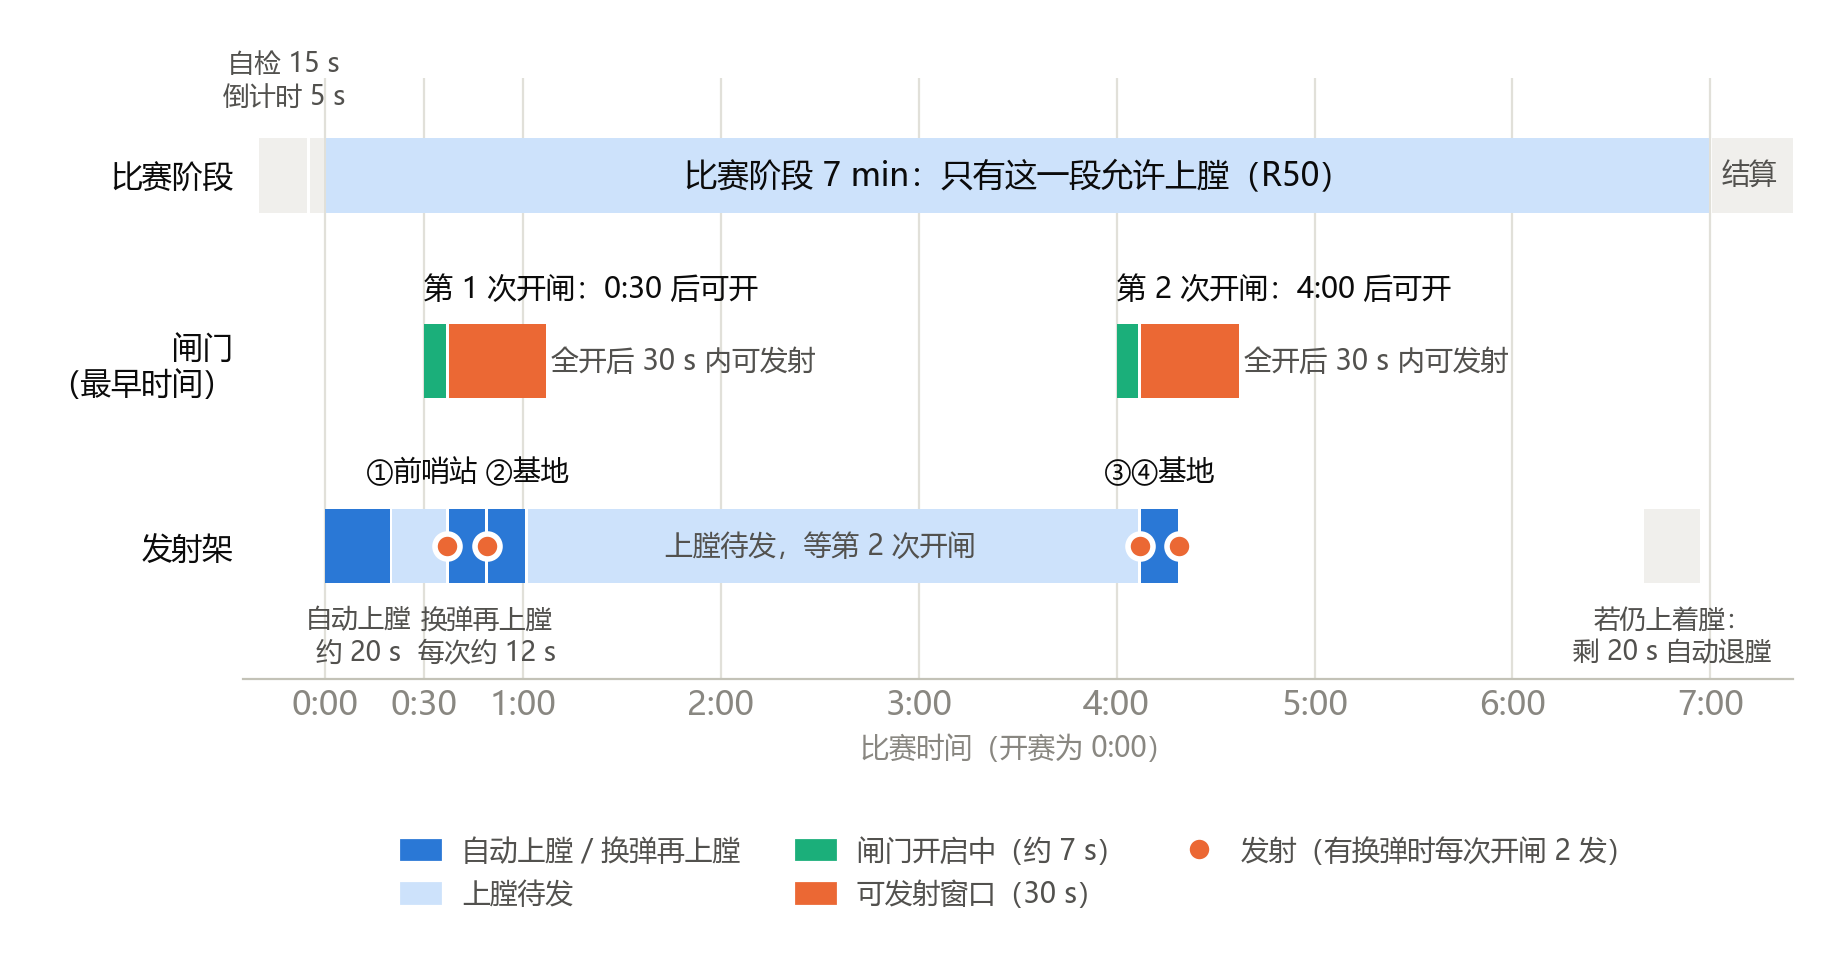 自检 15 s
倒计时 5 s
比赛阶段
比赛阶段 7 min：只有这一段允许上膛（R50）
结算
第 1 次开闸：0:30 后可开
第 2 次开闸：4:00 后可开
闸门
（最早时间）
全开后 30 s 内可发射
全开后 30 s 内可发射
①前哨站 ②基地
③④基地
发射架
上膛待发，等第 2 次开闸
自动上膛
约 20 s
换弹再上膛
每次约 12 s
若仍上着膛：
剩 20 s 自动退膛
0:00 0:30 1:00 2:00 3:00 4:00 5:00 6:00 7:00
比赛时间（开赛为 0:00）
自动上膛 / 换弹再上膛
闸门开启中（约 7 s）
发射（有换弹时每次开闸 2 发）
上膛待发
可发射窗口（30 s）